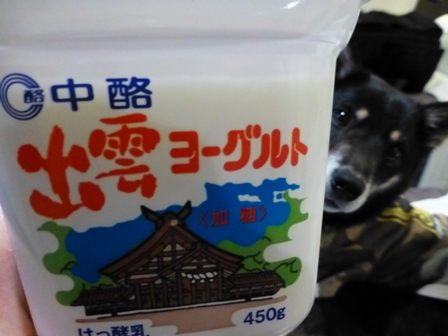 酪 中酪
出雲ヨーグルト
〈加糖〉
はっ酵乳
450g